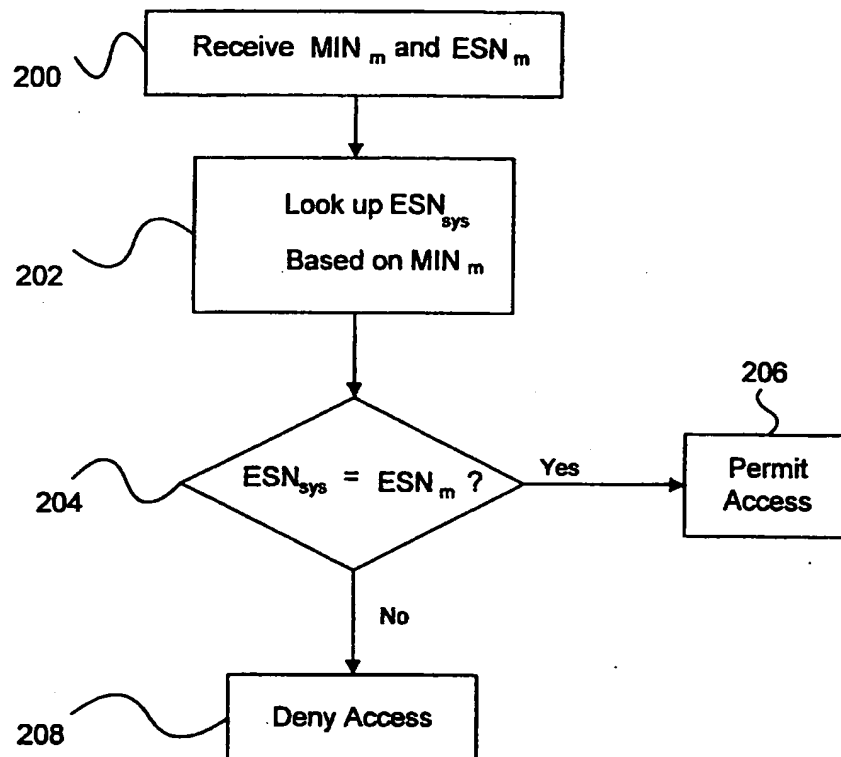 Receive MIN m and ESN m
200
Look up ESN sys
Based on MIN m
202
206
ESN sys = ESN m ?
Yes
Permit
Access
204
No
Deny Access
208